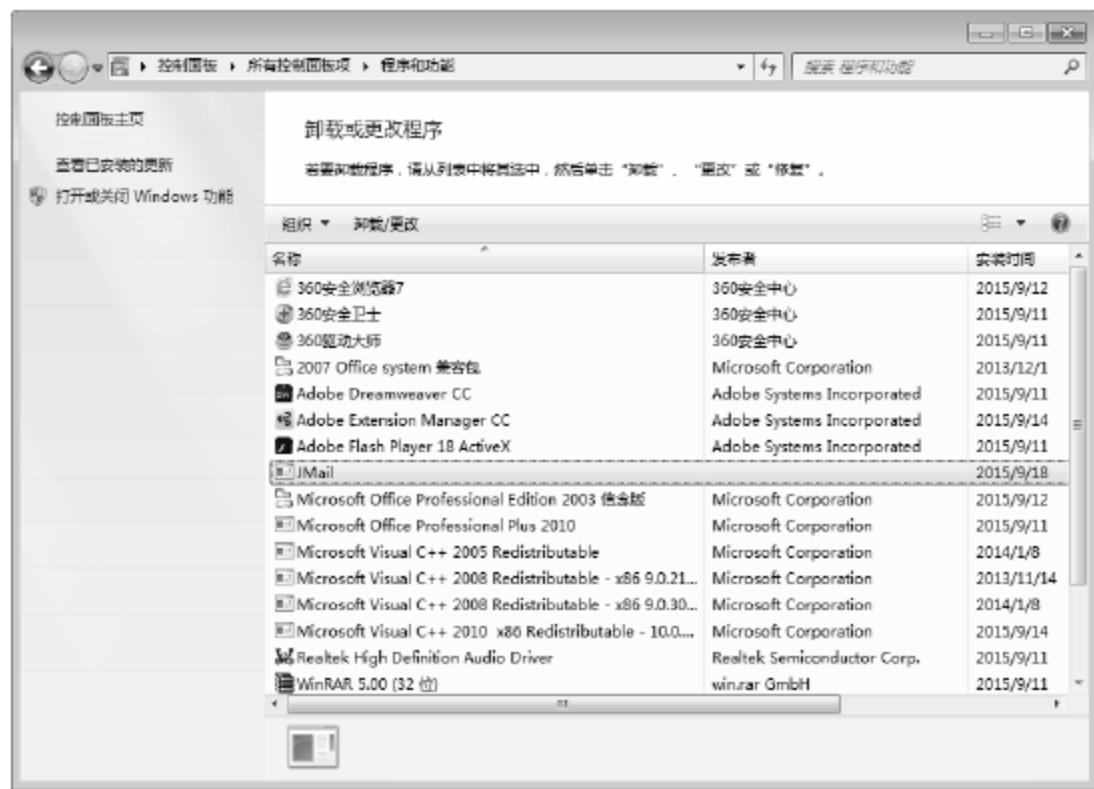 控制面板 ▸ 所有控制面板项 ▸ 程序和功能
搜索 程序和功能
控制面板主页
查看已安装的更新
打开或关闭 Windows 功能
卸载或更改程序
若要卸载程序，请从列表中将其选中，然后单击“卸载”、“更改”或“修复”。
组织 卸载/更改
名称 发布者 安装时间
360安全浏览器7 360安全中心 2015/9/12
360安全卫士 360安全中心 2015/9/11
360驱动大师 360安全中心 2015/9/11
2007 Office system 兼容包 Microsoft Corporation 2013/12/1
Adobe Dreamweaver CC Adobe Systems Incorporated 2015/9/11
Adobe Extension Manager CC Adobe Systems Incorporated 2015/9/14
Adobe Flash Player 18 ActiveX Adobe Systems Incorporated 2015/9/11
JMail 2015/9/18
Microsoft Office Professional Edition 2003 Microsoft Corporation 2015/9/12
Microsoft Office Professional Plus 2010 Microsoft Corporation 2015/9/11
Microsoft Visual C++ 2005 Redistributable Microsoft Corporation 2014/1/8
Microsoft Visual C++ 2008 Redistributable - x86 9.0.21... Microsoft Corporation 2013/11/14
Microsoft Visual C++ 2008 Redistributable - x86 9.0.30... Microsoft Corporation 2014/1/8
Microsoft Visual C++ 2010 x86 Redistributable - 10.0.... Microsoft Corporation 2015/9/14
Realtek High Definition Audio Driver Realtek Semiconductor Corp. 2015/9/11
WinRAR 5.00 (32 位) win.rar GmbH 2015/9/11